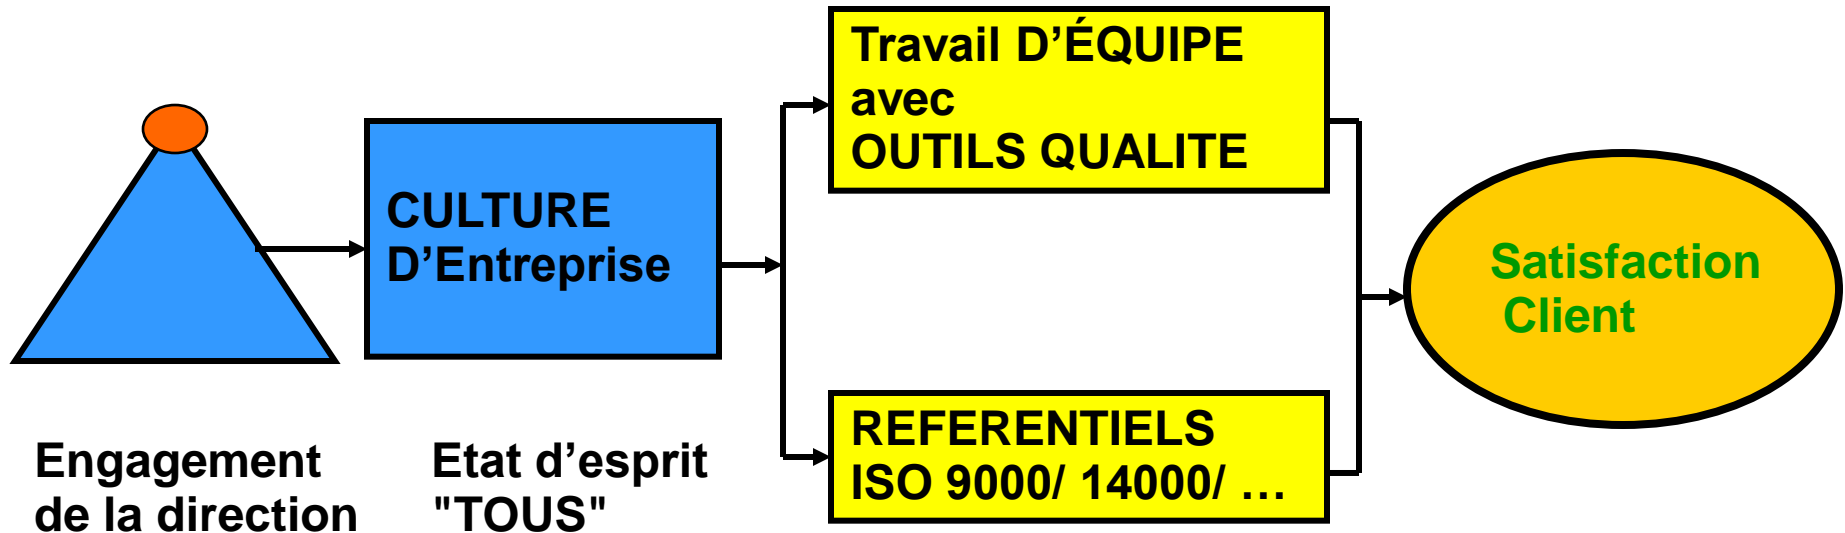 Engagement
de la direction
CULTURE
D’Entreprise
Etat d’esprit
"TOUS"
Travail D’ÉQUIPE
avec
OUTILS QUALITE
REFERENTIELS
ISO 9000/ 14000/ …
Satisfaction
Client